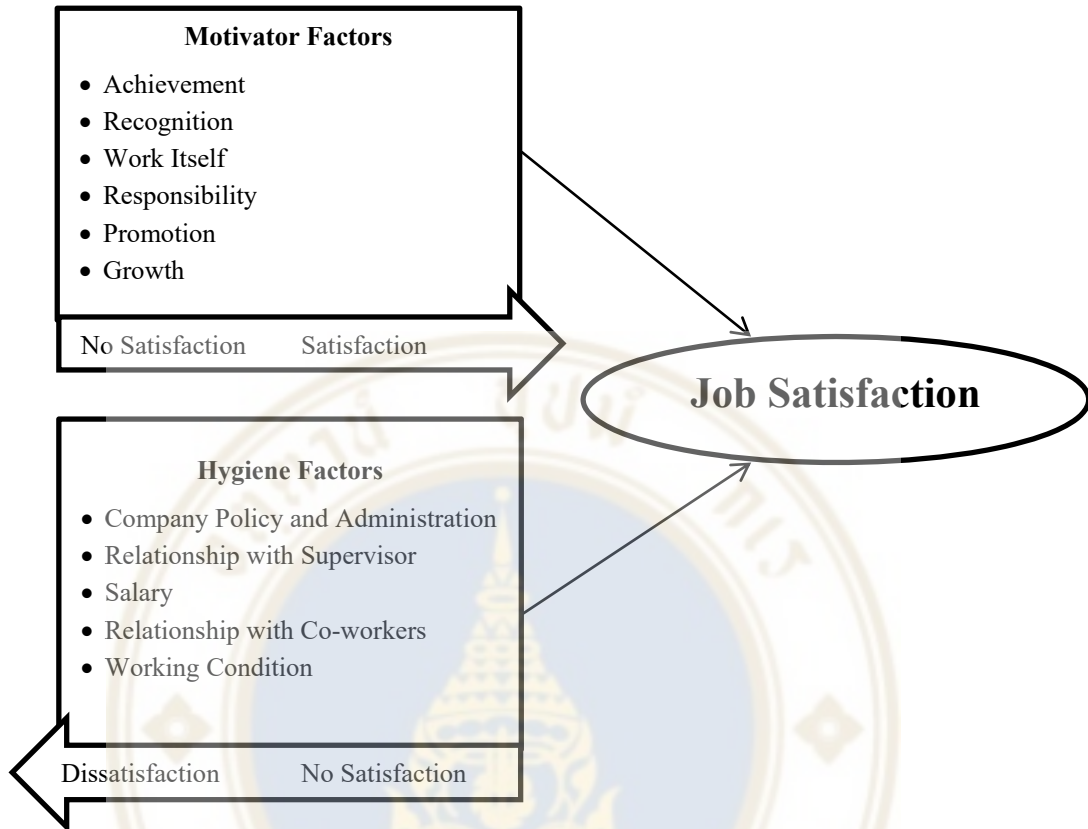 Motivator Factors
• Achievement
• Recognition
• Work Itself
• Responsibility
• Promotion
• Growth
No Satisfaction Satisfaction
Job Satisfaction
Hygiene Factors
• Company Policy and Administration
• Relationship with Supervisor
• Salary
• Relationship with Co-workers
• Working Condition
Dissatisfaction No Satisfaction